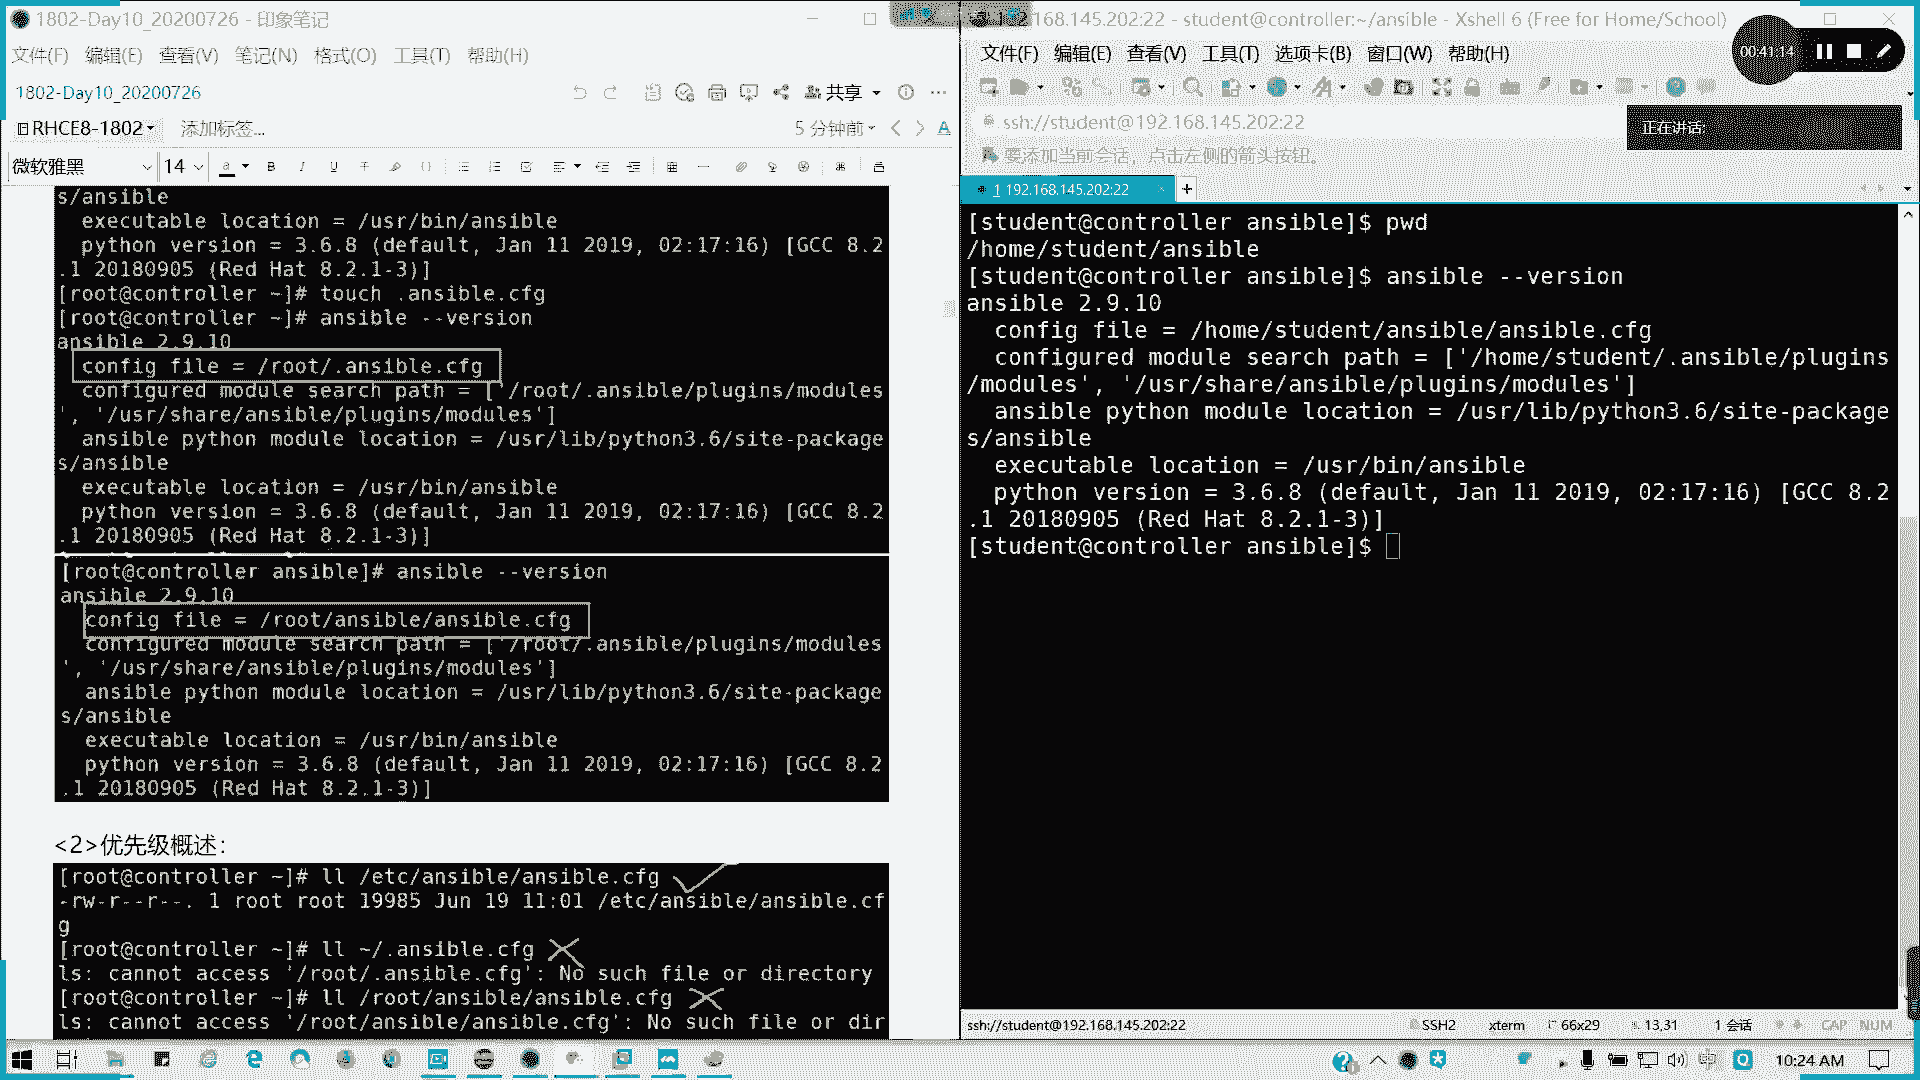 1802-Day10_20200726 - 印象笔记
文件(F) 编辑(E) 查看(V) 笔记(N) 格式(O) 工具(T) 帮助(H)
1802-Day10_20200726
共享
RHCE8-1802
添加标签...
5 分钟前
微软雅黑
14
s/ansible
executable location = /usr/bin/ansible
python version = 3.6.8 (default, Jan 11 2019, 02:17:16) [GCC 8.2
.1 20180905 (Red Hat 8.2.1-3)]
[root@controller ~]# touch .ansible.cfg
[root@controller ~]# ansible --version
ansible 2.9.10
config file = /root/.ansible.cfg
configured module search path = ['/root/.ansible/plugins/modules
', '/usr/share/ansible/plugins/modules']
ansible python module location = /usr/lib/python3.6/site-package
s/ansible
executable location = /usr/bin/ansible
python version = 3.6.8 (default, Jan 11 2019, 02:17:16) [GCC 8.2
.1 20180905 (Red Hat 8.2.1-3)]
[root@controller ansible]# ansible --version
ansible 2.9.10
config file = /root/ansible/ansible.cfg
configured module search path = ['/root/.ansible/plugins/modules
', '/usr/share/ansible/plugins/modules']
ansible python module location = /usr/lib/python3.6/site-package
s/ansible
executable location = /usr/bin/ansible
python version = 3.6.8 (default, Jan 11 2019, 02:17:16) [GCC 8.2
.1 20180905 (Red Hat 8.2.1-3)]
<2>优先级概述:
[root@controller ~]# ll /etc/ansible/ansible.cfg
-rw-r--r--. 1 root root 19985 Jun 19 11:01 /etc/ansible/ansible.cf
g
[root@controller ~]# ll ~/.ansible.cfg
ls: cannot access '/root/.ansible.cfg': No such file or directory
[root@controller ~]# ll /root/ansible/ansible.cfg
ls: cannot access '/root/ansible/ansible.cfg': No such file or dir
168.145.202:22 - student@controller:~/ansible - Xshell 6 (Free for Home/School)
00:41:14
文件(F) 编辑(E) 查看(V) 工具(T) 选项卡(B) 窗口(W) 帮助(H)
ssh://student@192.168.145.202:22
正在讲话:
要添加当前会话，点击左侧的箭头按钮。
1 192.168.145.202:22
[student@controller ansible]$ pwd
/home/student/ansible
[student@controller ansible]$ ansible --version
ansible 2.9.10
config file = /home/student/ansible/ansible.cfg
configured module search path = ['/home/student/.ansible/plugins
/modules', '/usr/share/ansible/plugins/modules']
ansible python module location = /usr/lib/python3.6/site-package
s/ansible
executable location = /usr/bin/ansible
python version = 3.6.8 (default, Jan 11 2019, 02:17:16) [GCC 8.2
.1 20180905 (Red Hat 8.2.1-3)]
[student@controller ansible]$
ssh://student@192.168.145.202:22
SSH2
xterm
66x29
13,31
1 会话
CAP NUM
中
10:24 AM